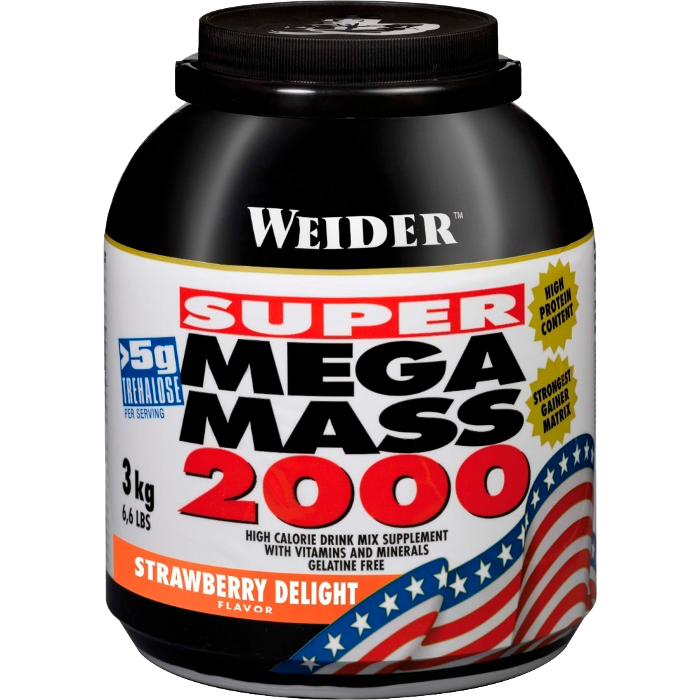 WEIDER™
SUPER
MEGA
MASS
2000
>5g
TREHALOSE
PER SERVING
HIGH
PROTEIN
CONTENT
STRONGEST
GAINER
MATRIX
3 kg
6,6 LBS
HIGH CALORIE DRINK MIX SUPPLEMENT
WITH VITAMINS AND MINERALS
GELATINE FREE
STRAWBERRY DELIGHT
FLAVOR